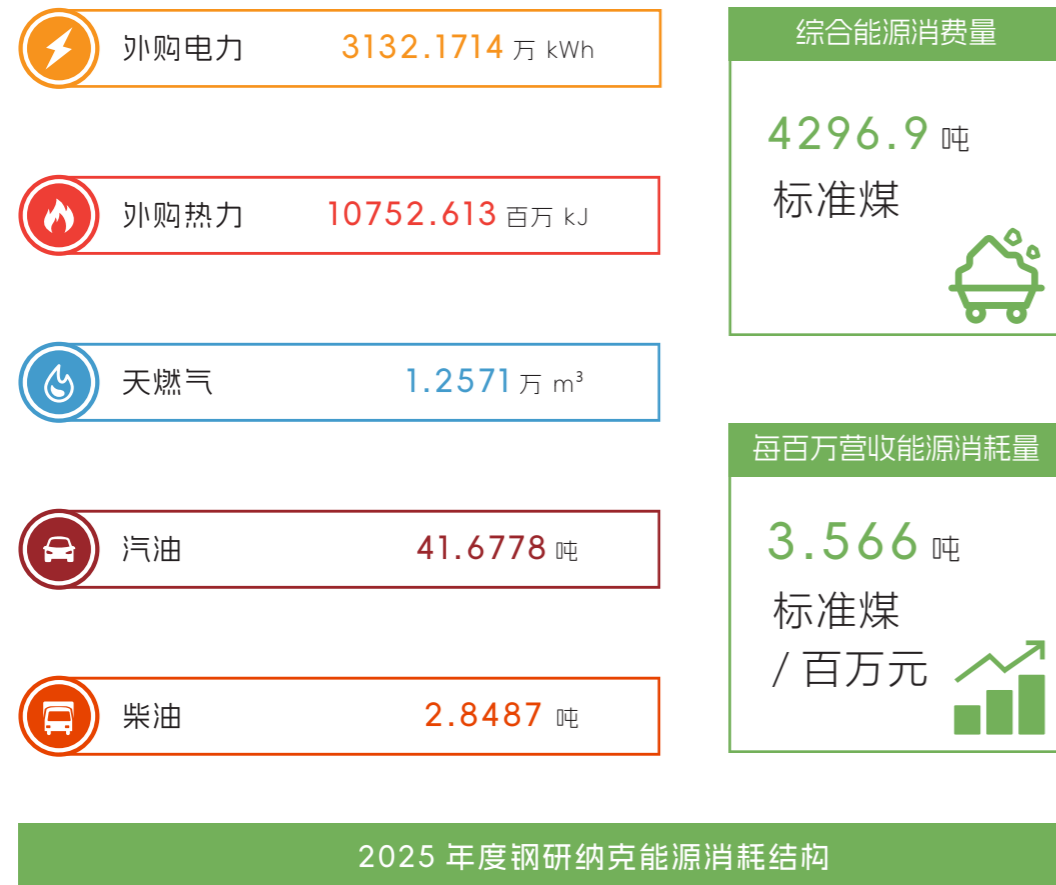 外购电力 3132.1714 万 kWh
外购热力 10752.613 百万 kJ
天燃气 1.2571 万 m³
汽油 41.6778 吨
柴油 2.8487 吨
综合能源消费量
4296.9 吨
标准煤
每百万营收能源消耗量
3.566 吨
标准煤
/ 百万元
2025 年度钢研纳克能源消耗结构